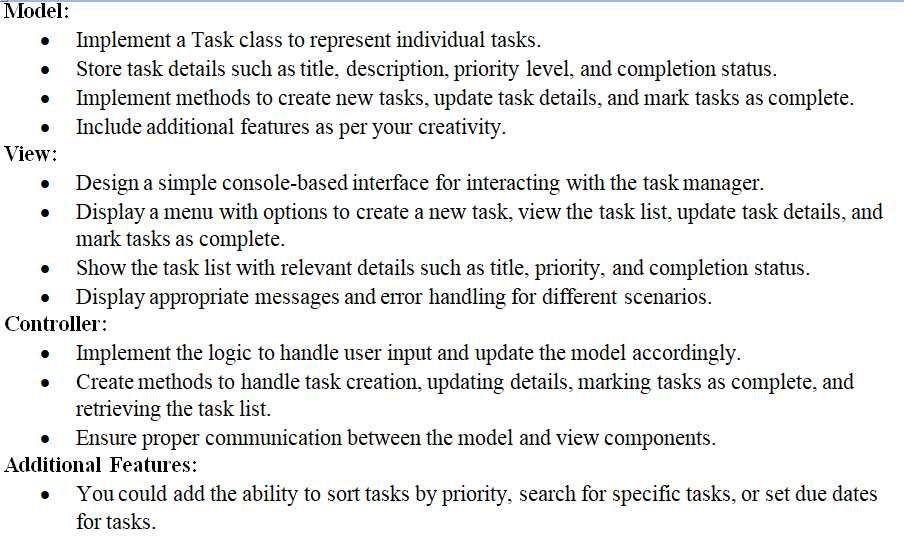 Model:
• Implement a Task class to represent individual tasks.
• Store task details such as title, description, priority level, and completion status.
• Implement methods to create new tasks, update task details, and mark tasks as complete.
• Include additional features as per your creativity.
View:
• Design a simple console-based interface for interacting with the task manager.
• Display a menu with options to create a new task, view the task list, update task details, and
mark tasks as complete.
• Show the task list with relevant details such as title, priority, and completion status.
• Display appropriate messages and error handling for different scenarios.
Controller:
• Implement the logic to handle user input and update the model accordingly.
• Create methods to handle task creation, updating details, marking tasks as complete, and
retrieving the task list.
• Ensure proper communication between the model and view components.
Additional Features:
• You could add the ability to sort tasks by priority, search for specific tasks, or set due dates
for tasks.